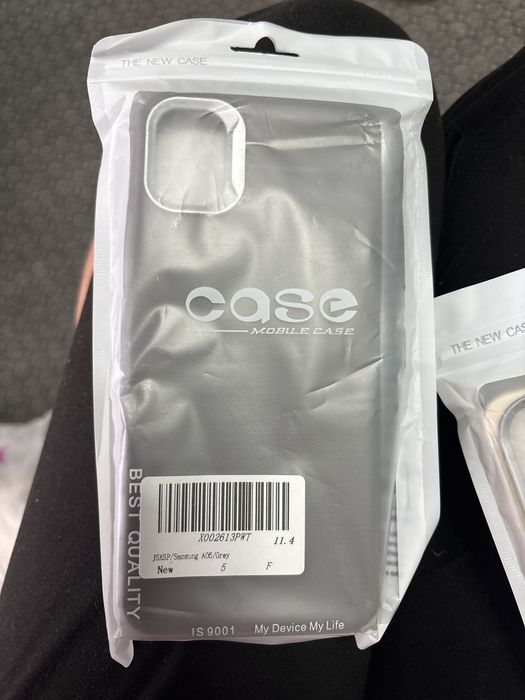 THE NEW CASE
case
MOBILE CASE
BEST QUALITY
X002613PWT 11.4
JSKSP/Samsung A05/Grey
New 5 F
IS 9001 My Device My Life
THE NEW CAS